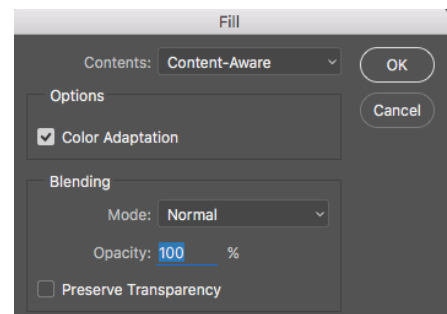 Fill
Contents: Content-Aware
OK
Cancel
Options
Color Adaptation
Blending
Mode: Normal
Opacity: 100 %
Preserve Transparency